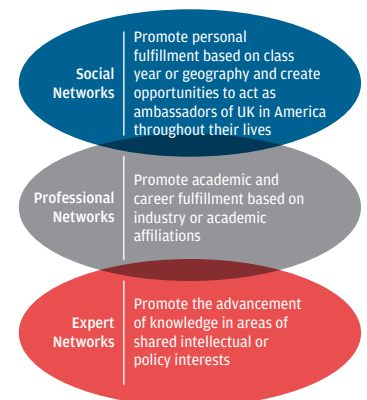 Social
Networks
Promote personal
fulfillment based on class
year or geography and create
opportunities to act as
ambassadors of UK in America
throughout their lives
Professional
Networks
Promote academic and
career fulfillment based on
industry or academic
affiliations
Expert
Networks
Promote the advancement
of knowledge in areas of
shared intellectual or
policy interests